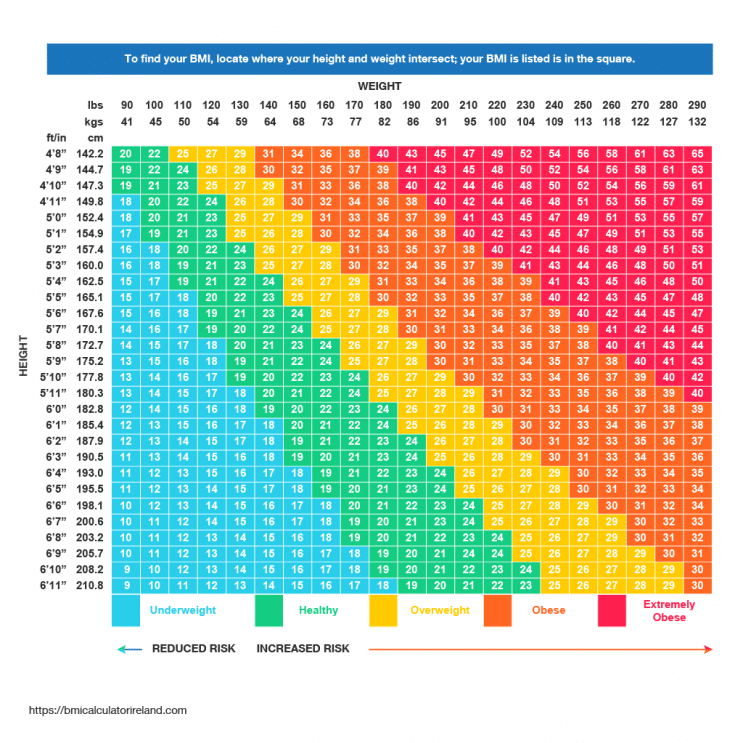 To find your BMI, locate where your height and weight intersect; your BMI is listed is in the square.
WEIGHT
lbs 90 100 110 120 130 140 150 160 170 180 190 200 210 220 230 240 250 260 270 280 290
kgs 41 45 50 54 59 64 68 73 77 82 86 91 95 100 104 109 113 118 122 127 132
ft/in cm
4'8" 142.2 20 22 25 27 29 31 34 36 38 40 43 45 47 49 52 54 56 58 61 63 65
4'9" 144.7 19 22 24 26 28 30 32 35 37 39 41 43 45 48 50 52 54 56 58 61 63
4'10" 147.3 19 21 23 25 27 29 31 33 36 38 40 42 44 46 48 50 52 54 56 59 61
4'11" 149.8 18 20 22 24 26 28 30 32 34 36 38 40 42 44 46 48 51 53 55 57 59
5'0" 152.4 18 20 21 23 25 27 29 31 33 35 37 39 41 43 45 47 49 51 53 55 57
5'1" 154.9 17 19 21 23 25 26 28 30 32 34 36 38 40 42 43 45 47 49 51 53 55
5'2" 157.4 16 18 20 22 24 26 27 29 31 33 35 37 38 40 42 44 46 48 49 51 53
5'3" 160.0 16 18 19 21 23 25 27 28 30 32 34 35 37 39 41 43 44 46 48 50 51
5'4" 162.5 15 17 19 21 22 24 26 27 29 31 33 34 36 38 39 41 43 45 46 48 50
5'5" 165.1 15 17 18 20 22 23 25 27 28 30 32 33 35 37 38 40 42 43 45 47 48
5'6" 167.6 15 16 18 19 21 23 24 26 27 29 31 32 34 36 37 39 40 42 44 45 47
5'7" 170.1 14 16 17 19 20 22 24 25 27 28 30 31 33 34 36 38 39 41 42 44 45
5'8" 172.7 14 15 17 18 20 21 23 24 26 27 29 30 32 33 35 37 38 40 41 43 44
5'9" 175.2 13 15 16 18 19 21 22 24 25 27 28 30 31 33 34 35 37 38 40 41 43
5'10" 177.8 13 14 16 17 19 20 22 23 24 26 27 29 30 32 33 34 36 37 39 40 42
5'11" 180.3 13 14 15 17 18 20 21 22 24 25 27 28 29 31 32 33 35 36 38 39 40
6'0" 182.8 12 14 15 16 18 19 20 22 23 24 26 27 28 30 31 33 34 35 37 38 39
6'1" 185.4 12 13 15 16 17 18 20 21 22 24 25 26 28 29 30 32 33 34 36 37 38
6'2" 187.9 12 13 14 15 17 18 19 21 22 23 24 26 27 28 30 31 32 33 35 36 37
6'3" 190.5 11 13 14 15 16 18 19 20 21 23 24 25 26 28 29 30 31 33 34 35 36
6'4" 193.0 11 12 13 15 16 17 18 19 21 22 23 24 26 27 28 29 30 32 33 34 35
6'5" 195.5 11 12 13 14 15 17 18 19 20 21 23 24 25 26 27 28 30 31 32 33 34
6'6" 198.1 10 12 13 14 15 16 17 18 20 21 22 23 24 25 27 28 29 30 31 32 34
6'7" 200.6 10 11 12 14 15 16 17 18 19 20 21 23 24 25 26 27 28 29 30 32 33
6'8" 203.2 10 11 12 13 14 15 17 18 19 20 21 22 23 24 25 26 28 29 30 31 32
6'9" 205.7 10 11 12 13 14 15 16 17 18 19 20 21 23 24 25 26 27 28 29 30 31
6'10" 208.2 9 10 12 13 14 15 16 17 18 19 20 21 22 23 24 25 26 27 28 29 30
6'11" 210.8 9 10 11 12 13 14 15 16 17 18 19 20 21 22 23 25 26 27 28 29 30
HEIGHT
Underweight Healthy Overweight Obese Extremely
Obese
REDUCED RISK INCREASED RISK
https://bmicalculatorireland.com